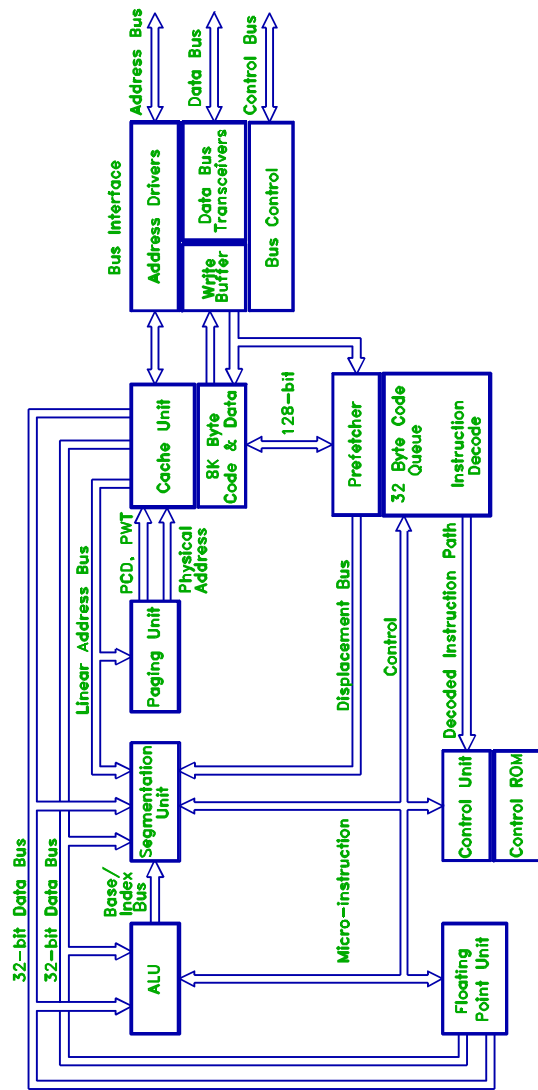 32-bit Data Bus
32-bit Data Bus
Linear Address Bus
Bus Interface
Address Bus
Data Bus
Control Bus
ALU
Base/
Index
Bus
Segmentation
Unit
Paging Unit
PCD, PWT
Physical
Address
Cache Unit
8K Byte
Code & Data
Address Drivers
Write
Buffer
Data Bus
Transceivers
Bus Control
128-bit
Displacement Bus
Prefetcher
32 Byte Code
Queue
Instruction
Decode
Micro-instruction
Control
Decoded Instruction Path
Floating
Point Unit
Control Unit
Control ROM